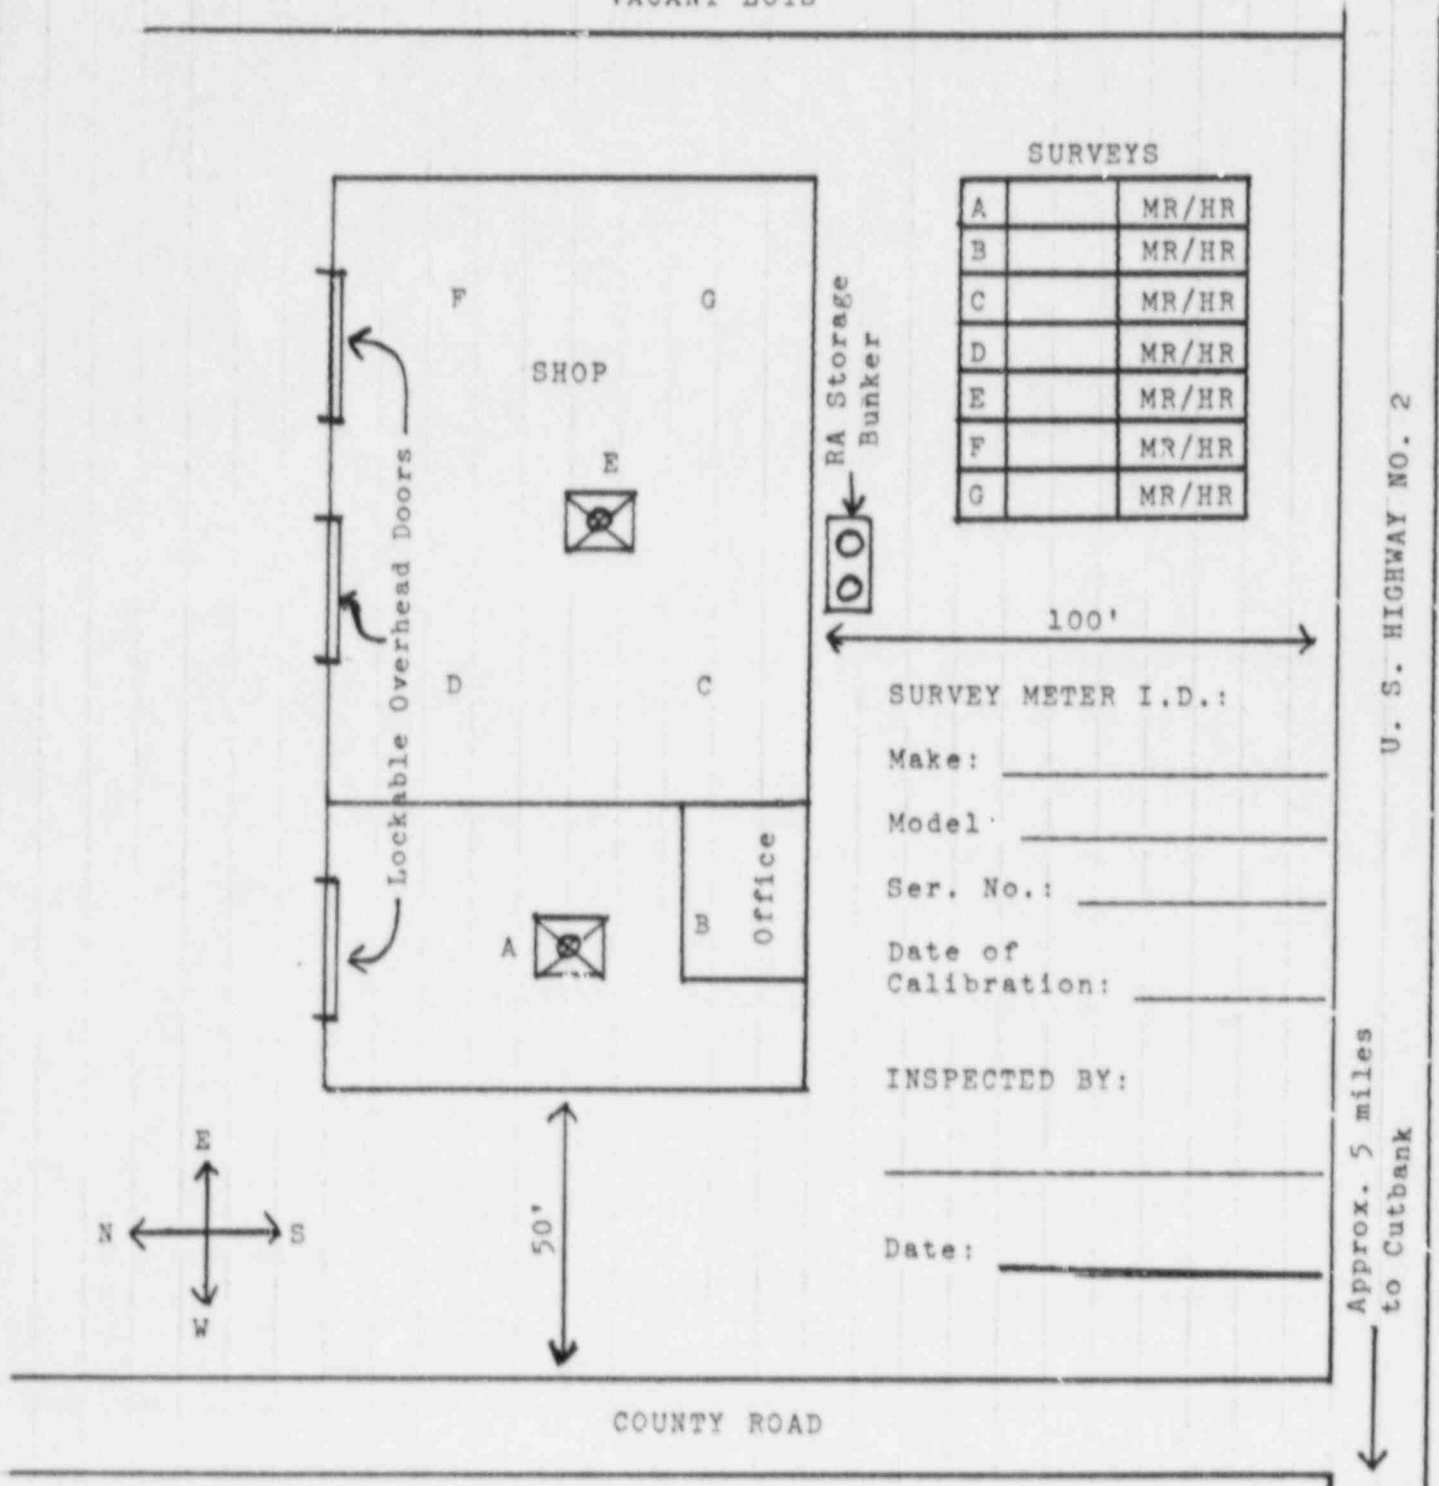 VACANT LOTS
SURVEYS
A MR/HR
B MR/HR
C MR/HR
D MR/HR
E MR/HR
F MR/HR
G MR/HR
F
G
SHOP
E
D
C
RA Storage
Bunker
Lockable Overhead Doors
100'
U. S. HIGHWAY NO. 2
SURVEY METER I.D.:
Make:
Model
Ser. No.:
Date of
Calibration:
A
B
Office
INSPECTED BY:
Date:
Approx. 5 miles
to Cutbank
E
N
S
W
50'
COUNTY ROAD